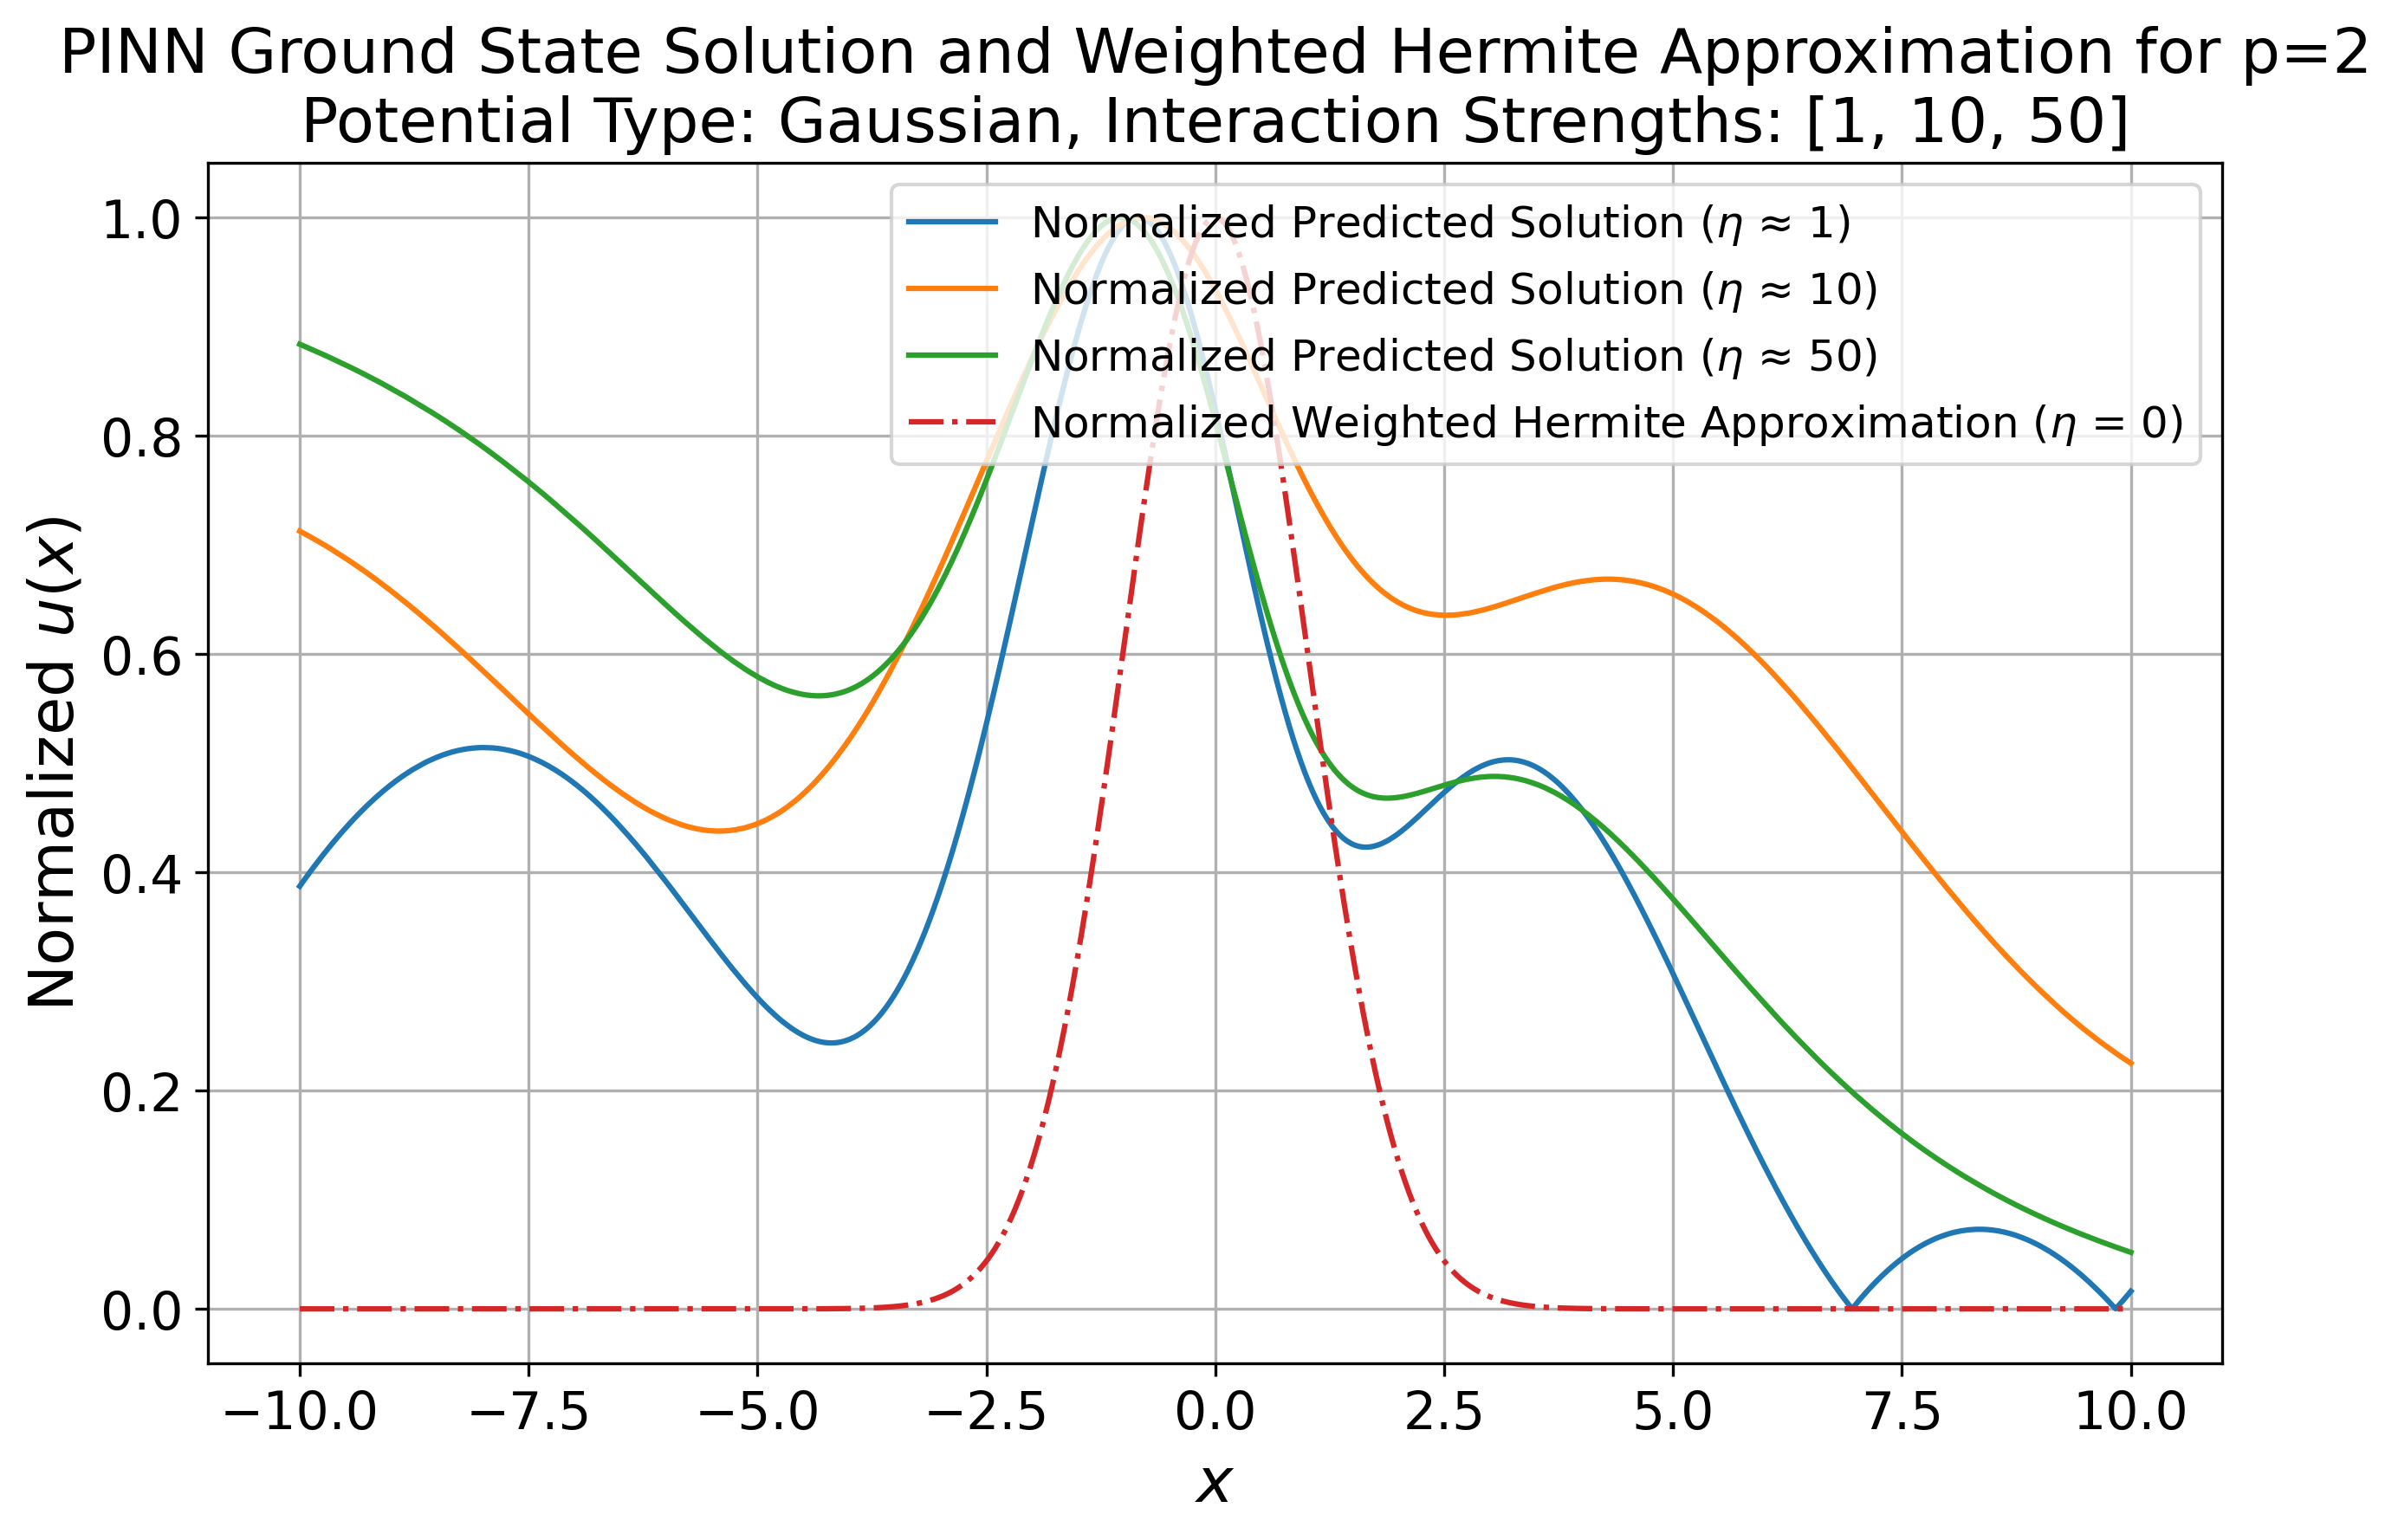 PINN Ground State Solution and Weighted Hermite Approximation for p=2
Potential Type: Gaussian, Interaction Strengths: [1, 10, 50]
Normalized Predicted Solution (η ≈ 1)
Normalized Predicted Solution (η ≈ 10)
Normalized Predicted Solution (η ≈ 50)
Normalized Weighted Hermite Approximation (η = 0)
Normalized u(x)
1.0
0.8
0.6
0.4
0.2
0.0
−10.0 −7.5 −5.0 −2.5 0.0 2.5 5.0 7.5 10.0
x